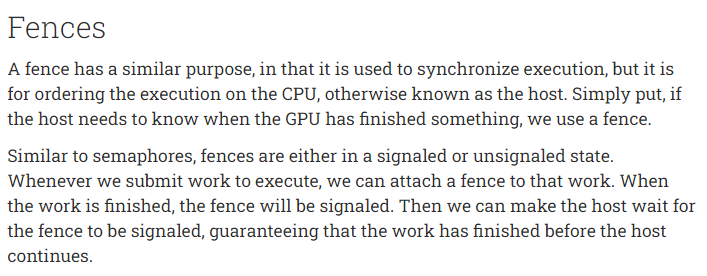 Fences
A fence has a similar purpose, in that it is used to synchronize execution, but it is
for ordering the execution on the CPU, otherwise known as the host. Simply put, if
the host needs to know when the GPU has finished something, we use a fence.
Similar to semaphores, fences are either in a signaled or unsignaled state.
Whenever we submit work to execute, we can attach a fence to that work. When
the work is finished, the fence will be signaled. Then we can make the host wait for
the fence to be signaled, guaranteeing that the work has finished before the host
continues.